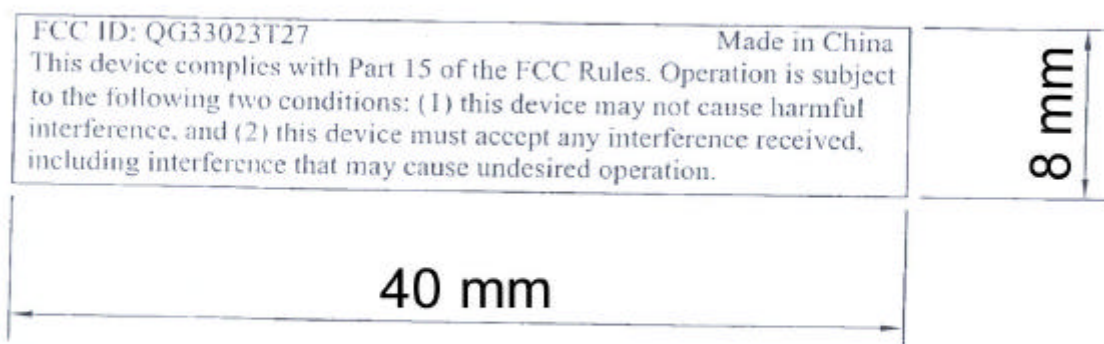 FCC ID: QG33023T27 Made in China
This device complies with Part 15 of the FCC Rules. Operation is subject
to the following two conditions: (1) this device may not cause harmful
interference, and (2) this device must accept any interference received,
including interference that may cause undesired operation.
8 mm
40 mm